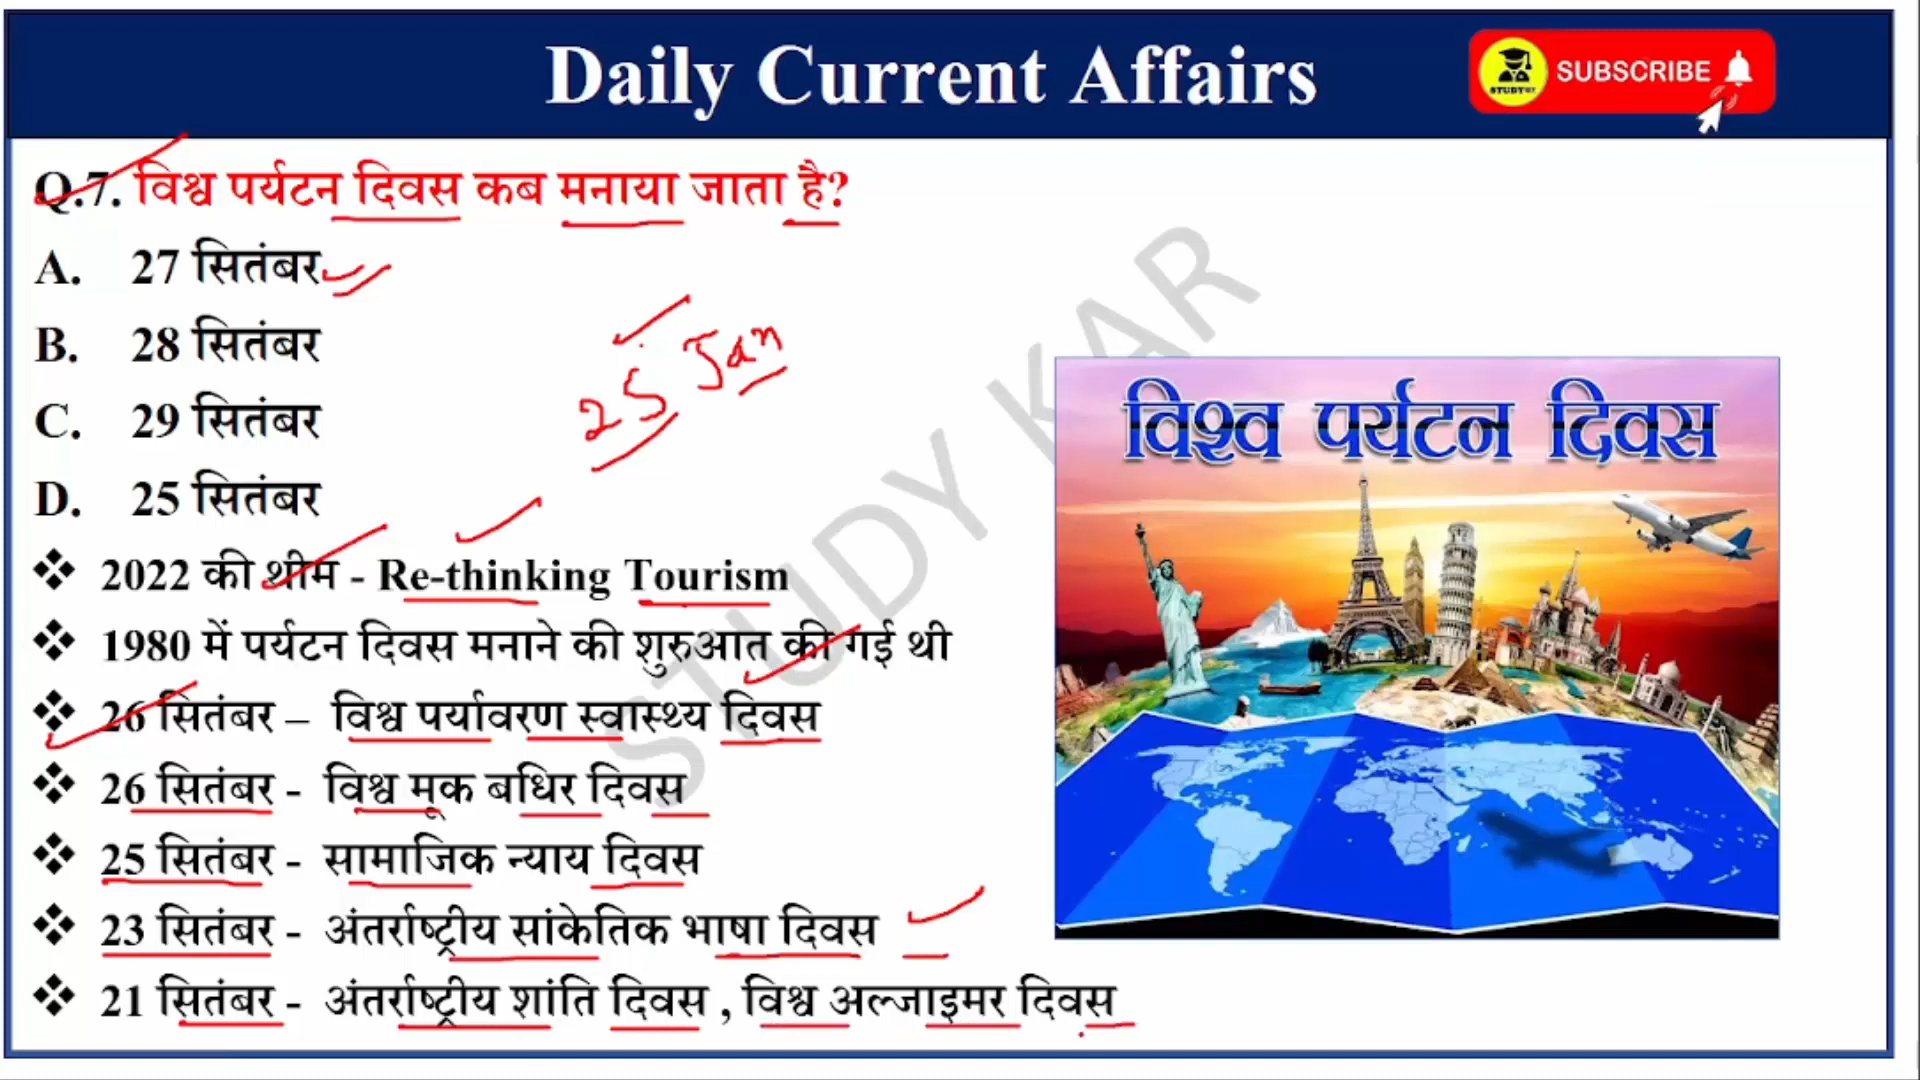 Daily Current Affairs
SUBSCRIBE
Q.7. विश्व पर्यटन दिवस कब मनाया जाता है?
A. 27 सितंबर
B. 28 सितंबर
C. 29 सितंबर
D. 25 सितंबर
25 Jan
❖ 2022 की थीम - Re-thinking Tourism
❖ 1980 में पर्यटन दिवस मनाने की शुरुआत की गई थी
❖ 26 सितंबर – विश्व पर्यावरण स्वास्थ्य दिवस
❖ 26 सितंबर - विश्व मूक बधिर दिवस
❖ 25 सितंबर - सामाजिक न्याय दिवस
❖ 23 सितंबर - अंतर्राष्ट्रीय सांकेतिक भाषा दिवस
❖ 21 सितंबर - अंतर्राष्ट्रीय शांति दिवस , विश्व अल्जाइमर दिवस
विश्व पर्यटन दिवस
STUDY KAR